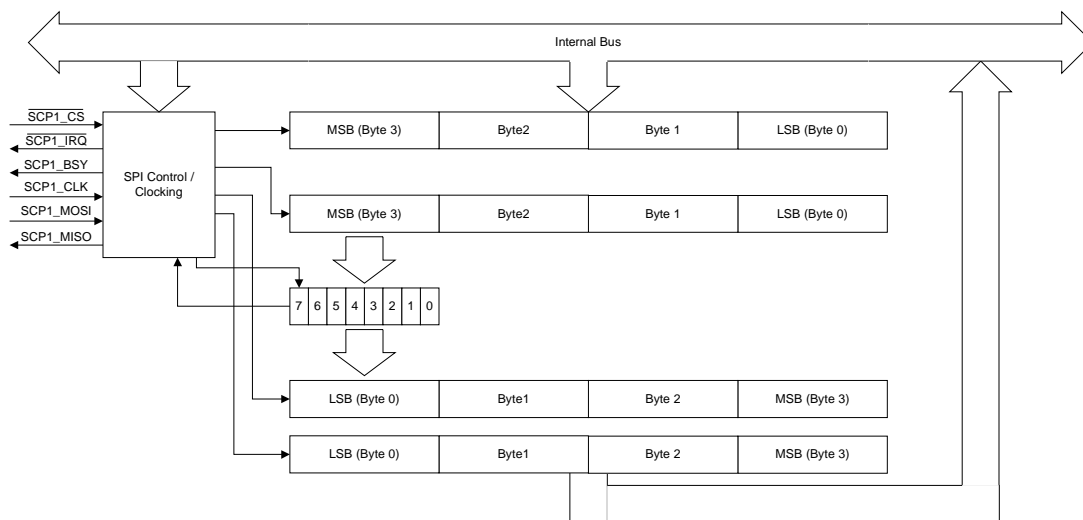 Internal Bus
SCP1_CS
SCP1_IRQ
SCP1_BSY
SCP1_CLK
SCP1_MOSI
SCP1_MISO
SPI Control /
Clocking
MSB (Byte 3) Byte2 Byte 1 LSB (Byte 0)
MSB (Byte 3) Byte2 Byte 1 LSB (Byte 0)
7 6 5 4 3 2 1 0
LSB (Byte 0) Byte1 Byte 2 MSB (Byte 3)
LSB (Byte 0) Byte1 Byte 2 MSB (Byte 3)